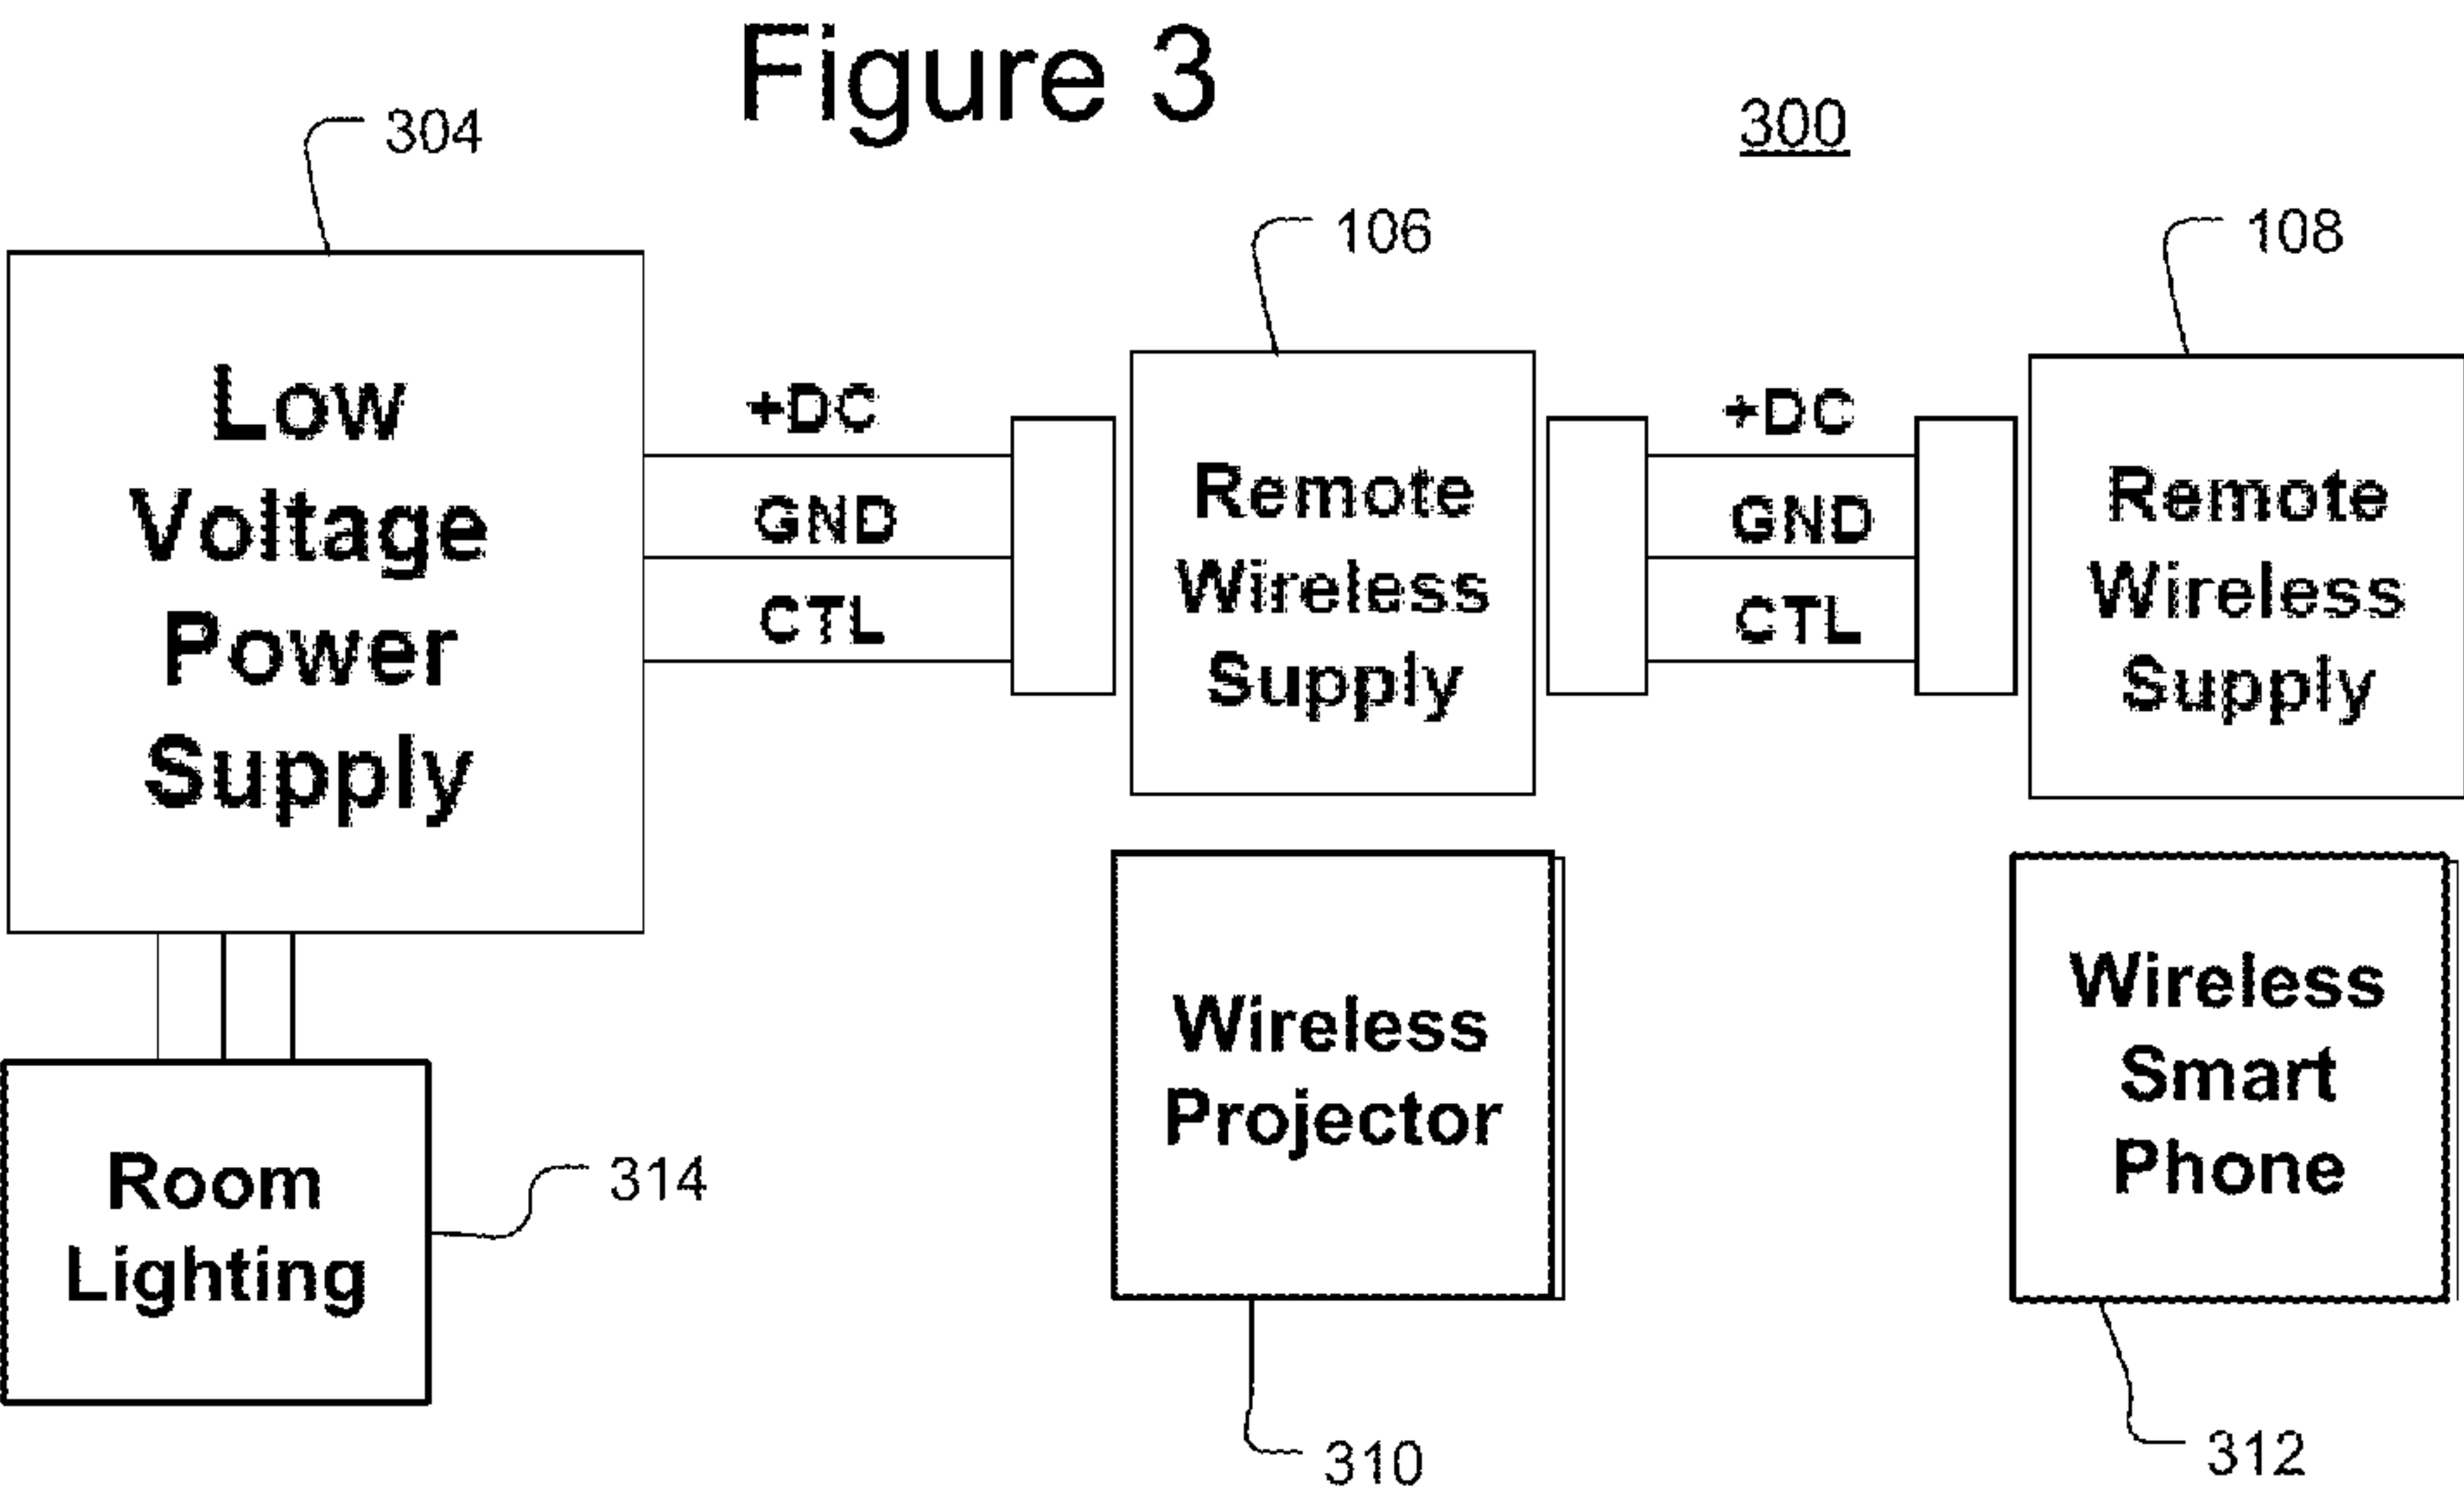 Figure 3
300
304
106
108
Low
Voltage
Power
Supply
+DC
GND
CTL
Remote
Wireless
Supply
+DC
GND
CTL
Remote
Wireless
Supply
Room
Lighting
314
Wireless
Projector
310
Wireless
Smart
Phone
312